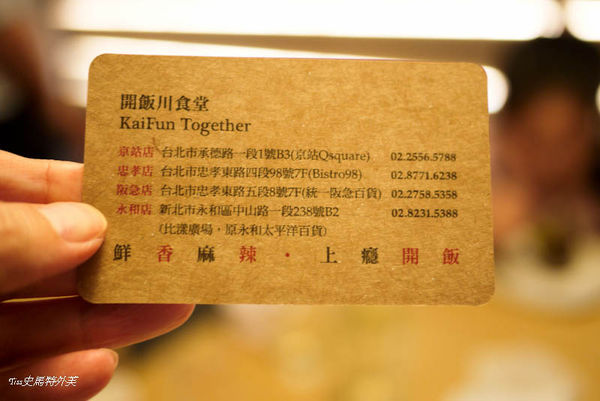 開飯川食堂
KaiFun Together
京站店 台北市承德路一段1號B3(京站Qsquare) 02.2556.5788
忠孝店 台北市忠孝東路四段98號7F(Bistro98) 02.8771.6238
阪急店 台北市忠孝東路五段8號7F(統一阪急百貨) 02.2758.5358
永和店 新北市永和區中山路一段238號B2 02.8231.5388
(比漾廣場，原永和太平洋百貨)
鮮香麻辣·上癮開飯
Tiss史馬特外芙